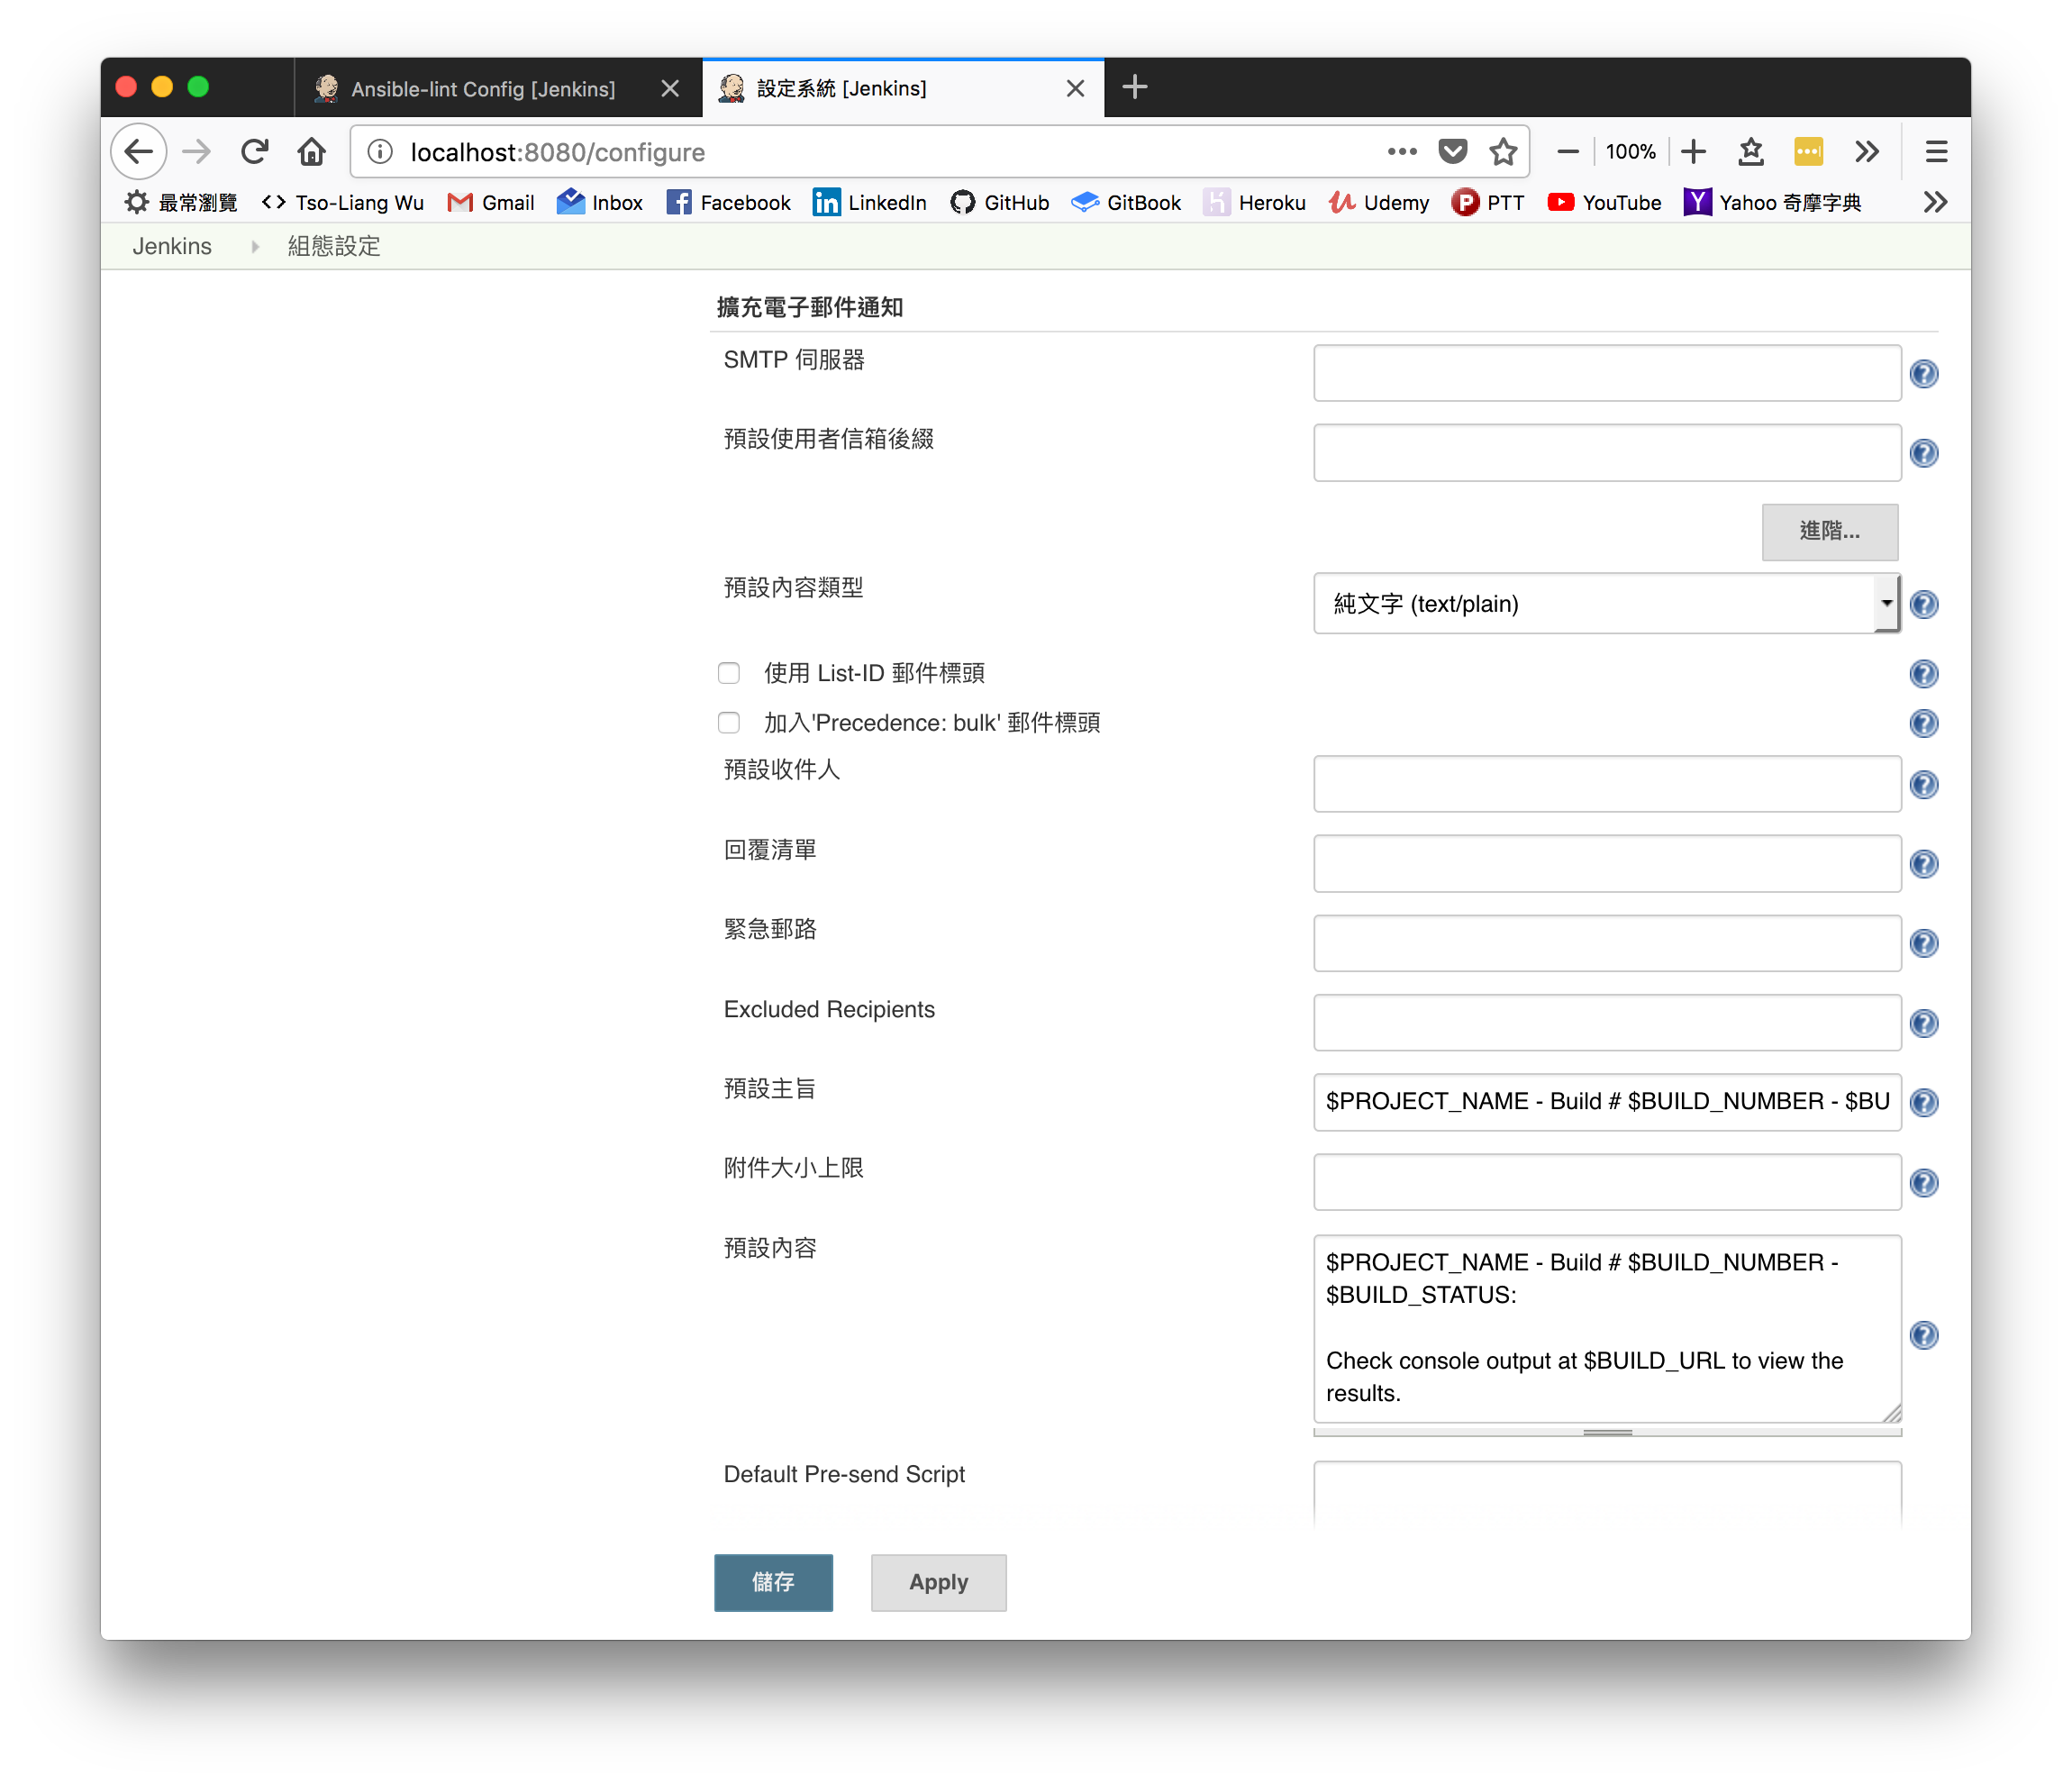 Ansible-lint Config [Jenkins]
設定系統 [Jenkins]
localhost:8080/configure
100%
最常瀏覽 Tso-Liang Wu Gmail Inbox Facebook LinkedIn GitHub GitBook Heroku Udemy PTT YouTube Yahoo 奇摩字典
Jenkins 組態設定
擴充電子郵件通知
SMTP 伺服器
預設使用者信箱後綴
進階...
預設內容類型
純文字 (text/plain)
使用 List-ID 郵件標頭
加入'Precedence: bulk' 郵件標頭
預設收件人
回覆清單
緊急郵路
Excluded Recipients
預設主旨
$PROJECT_NAME - Build # $BUILD_NUMBER - $BU
附件大小上限
預設內容
$PROJECT_NAME - Build # $BUILD_NUMBER -
$BUILD_STATUS:
Check console output at $BUILD_URL to view the
results.
Default Pre-send Script
儲存
Apply